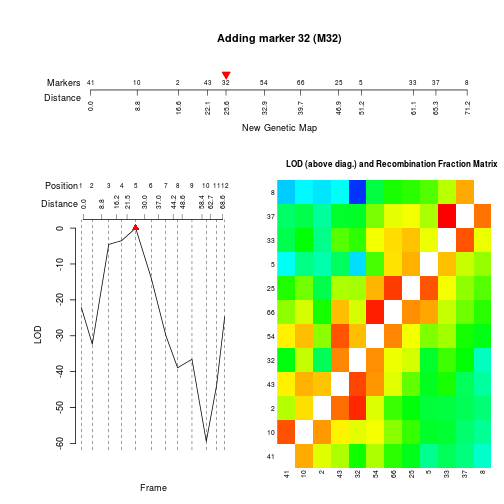 Adding marker 32 (M32)
Markers 41 10 2 43 32 54 66 25 5 33 37 8
Distance 0.0 8.8 16.6 22.1 25.6 32.9 39.7 46.9 51.2 61.1 65.3 71.2
New Genetic Map
LOD (above diag.) and Recombination Fraction Matrix
Position 1 2 3 4 5 6 7 8 9 10 11 12
Distance 0.0 8.8 16.2 21.5 30.0 37.0 44.2 48.6 58.4 62.7 68.6
LOD
0
-10
-20
-30
-40
-50
-60
Frame
8
37
33
5
25
66
54
32
43
2
10
41
41 10 2 43 32 54 66 25 5 33 37 8